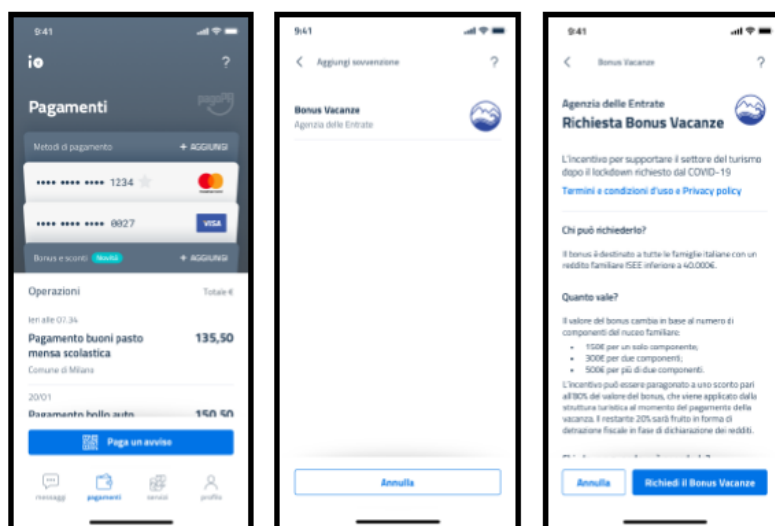 9:41
io
?
Pagamenti
pagoPA
Metodi di pagamento + AGGIUNGI
•••• •••• •••• 1234
•••• •••• •••• 0027
VISA
Bonus e sconti Novità + AGGIUNGI
Operazioni Totale €
Ieri alle 07.34
Pagamento buoni pasto 135,50
mensa scolastica
Comune di Milano
20/01
Pagamento bollo auto 150,50
Paga un avviso
messaggi pagamenti servizi profilo
9:41
Aggiungi sovvenzione ?
Bonus Vacanze
Agenzia delle Entrate
Annulla
9:41
Bonus Vacanze ?
Agenzia delle Entrate
Richiesta Bonus Vacanze
L'incentivo per supportare il settore del turismo
dopo il lockdown richiesto dal COVID-19
Termini e condizioni d'uso e Privacy policy
Chi può richiederlo?
Il bonus è destinato a tutte le famiglie italiane con un
reddito familiare ISEE inferiore a 40.000€.
Quanto vale?
Il valore del bonus cambia in base al numero di
componenti del nuceo familiare:
• 150€ per un solo componente;
• 300€ per due componenti;
• 500€ per più di due componenti.
L'incentivo può essere paragonato a uno sconto pari
all'80% del valore del bonus, che viene applicato dalla
struttura turistica al momento del pagamento della
vacanza. Il restante 20% sarà fruito in forma di
detrazione fiscale in fase di dichiarazione dei redditi.
Annulla Richiedi il Bonus Vacanze